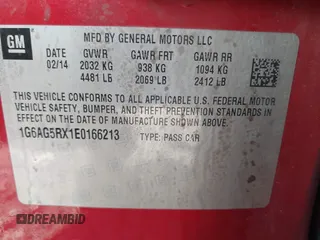 GM
MFD BY GENERAL MOTORS LLC
DATE GVWR GAWR FRT GAWR RR
02/14 2032 KG 938 KG 1094 KG
4481 LB 2069 LB 2412 LB
THIS VEHICLE CONFORMS TO ALL APPLICABLE U.S. FEDERAL MOTOR
VEHICLE SAFETY, BUMPER, AND THEFT PREVENTION STANDARDS
IN EFFECT ON THE DATE OF MANUFACTURE SHOWN ABOVE.
1G6AG5RX1E0166213 TYPE: PASS CAR
bidfax.info